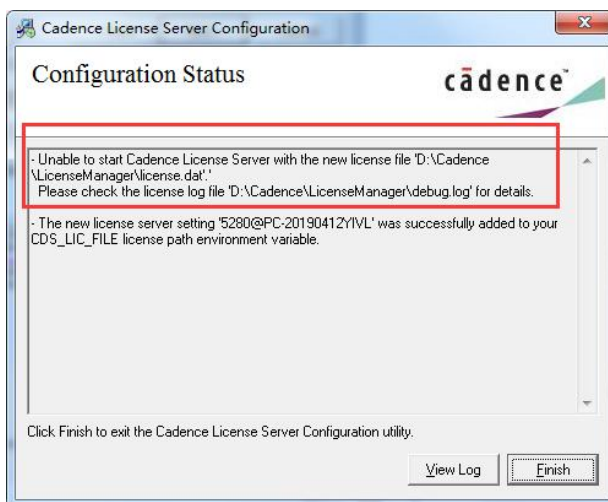 Cadence License Server Configuration
Configuration Status
cādence™
- Unable to start Cadence License Server with the new license file 'D:\Cadence
\LicenseManager\license.dat'.'
Please check the license log file 'D:\Cadence\LicenseManager\debug.log' for details.
- The new license server setting '5280@PC-20190412YIVL' was successfully added to your
CDS_LIC_FILE license path environment variable.
Click Finish to exit the Cadence License Server Configuration utility.
View Log
Finish